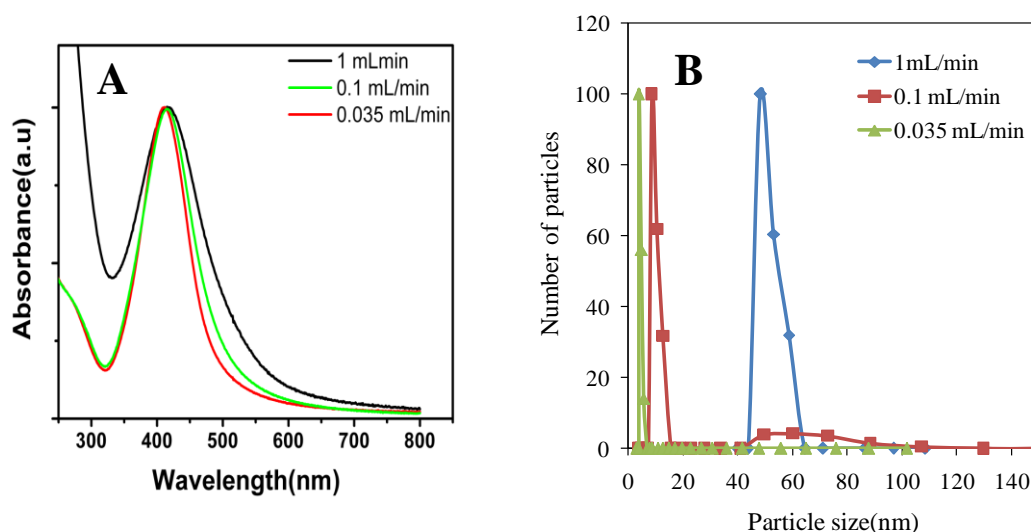 A
1 mLmin
0.1 mL/min
0.035 mL/min
Absorbance(a.u)
300 400 500 600 700 800
Wavelength(nm)
B
1mL/min
0.1 mL/min
0.035 mL/min
120
100
80
60
40
20
0
Number of particles
0 20 40 60 80 100 120 140
Particle size(nm)